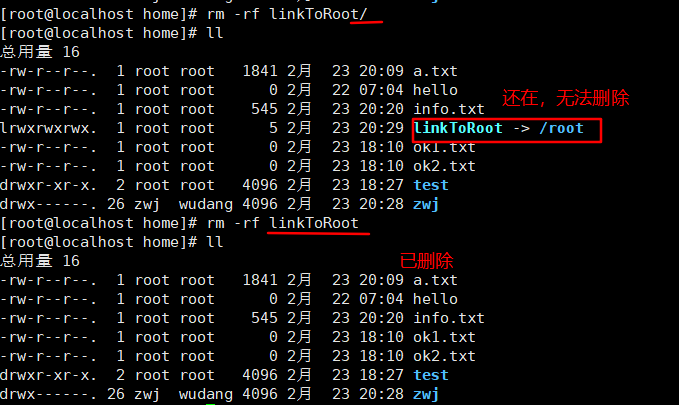 [root@localhost home]# rm -rf linkToRoot/
[root@localhost home]# ll
总用量 16
-rw-r--r--.  1 root root   1841 2月  23 20:09 a.txt
-rw-r--r--.  1 root root      0 2月  22 07:04 hello
还在，无法删除
-rw-r--r--.  1 root root    545 2月  23 20:20 info.txt
lrwxrwxrwx.  1 root root      5 2月  23 20:29 linkToRoot -> /root
-rw-r--r--.  1 root root      0 2月  23 18:10 ok1.txt
-rw-r--r--.  1 root root      0 2月  23 18:10 ok2.txt
drwxr-xr-x.  2 root root   4096 2月  23 18:27 test
drwx------. 26 zwj  wudang 4096 2月  23 20:28 zwj
[root@localhost home]# rm -rf linkToRoot
[root@localhost home]# ll
总用量 16
已删除
-rw-r--r--.  1 root root   1841 2月  23 20:09 a.txt
-rw-r--r--.  1 root root      0 2月  22 07:04 hello
-rw-r--r--.  1 root root    545 2月  23 20:20 info.txt
-rw-r--r--.  1 root root      0 2月  23 18:10 ok1.txt
-rw-r--r--.  1 root root      0 2月  23 18:10 ok2.txt
drwxr-xr-x.  2 root root   4096 2月  23 18:27 test
drwx------. 26 zwj  wudang 4096 2月  23 20:28 zwj